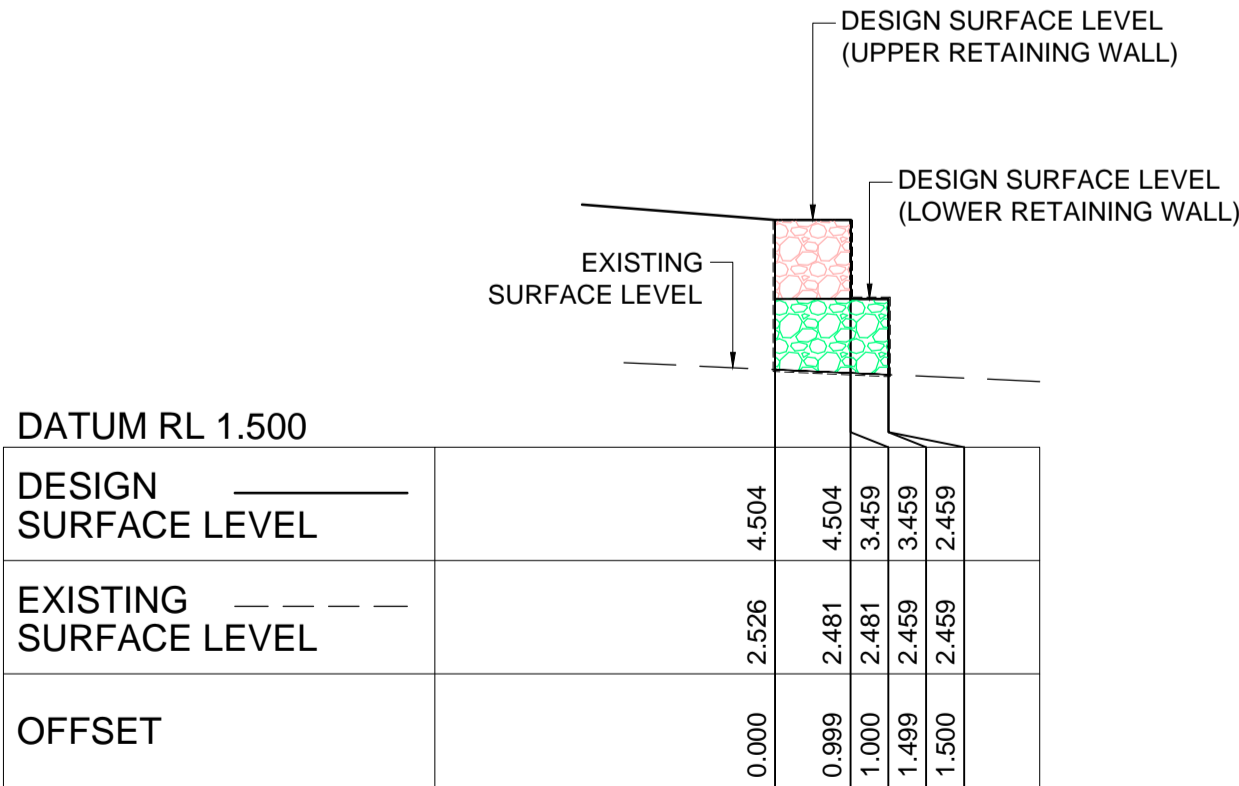 DESIGN SURFACE LEVEL
(UPPER RETAINING WALL)
DESIGN SURFACE LEVEL
(LOWER RETAINING WALL)
EXISTING
SURFACE LEVEL
DATUM RL 1.500
DESIGN
SURFACE LEVEL
4.504
4.504
3.459
3.459
2.459
EXISTING
SURFACE LEVEL
2.526
2.481
2.481
2.459
2.459
OFFSET
0.000
0.999
1.000
1.499
1.500